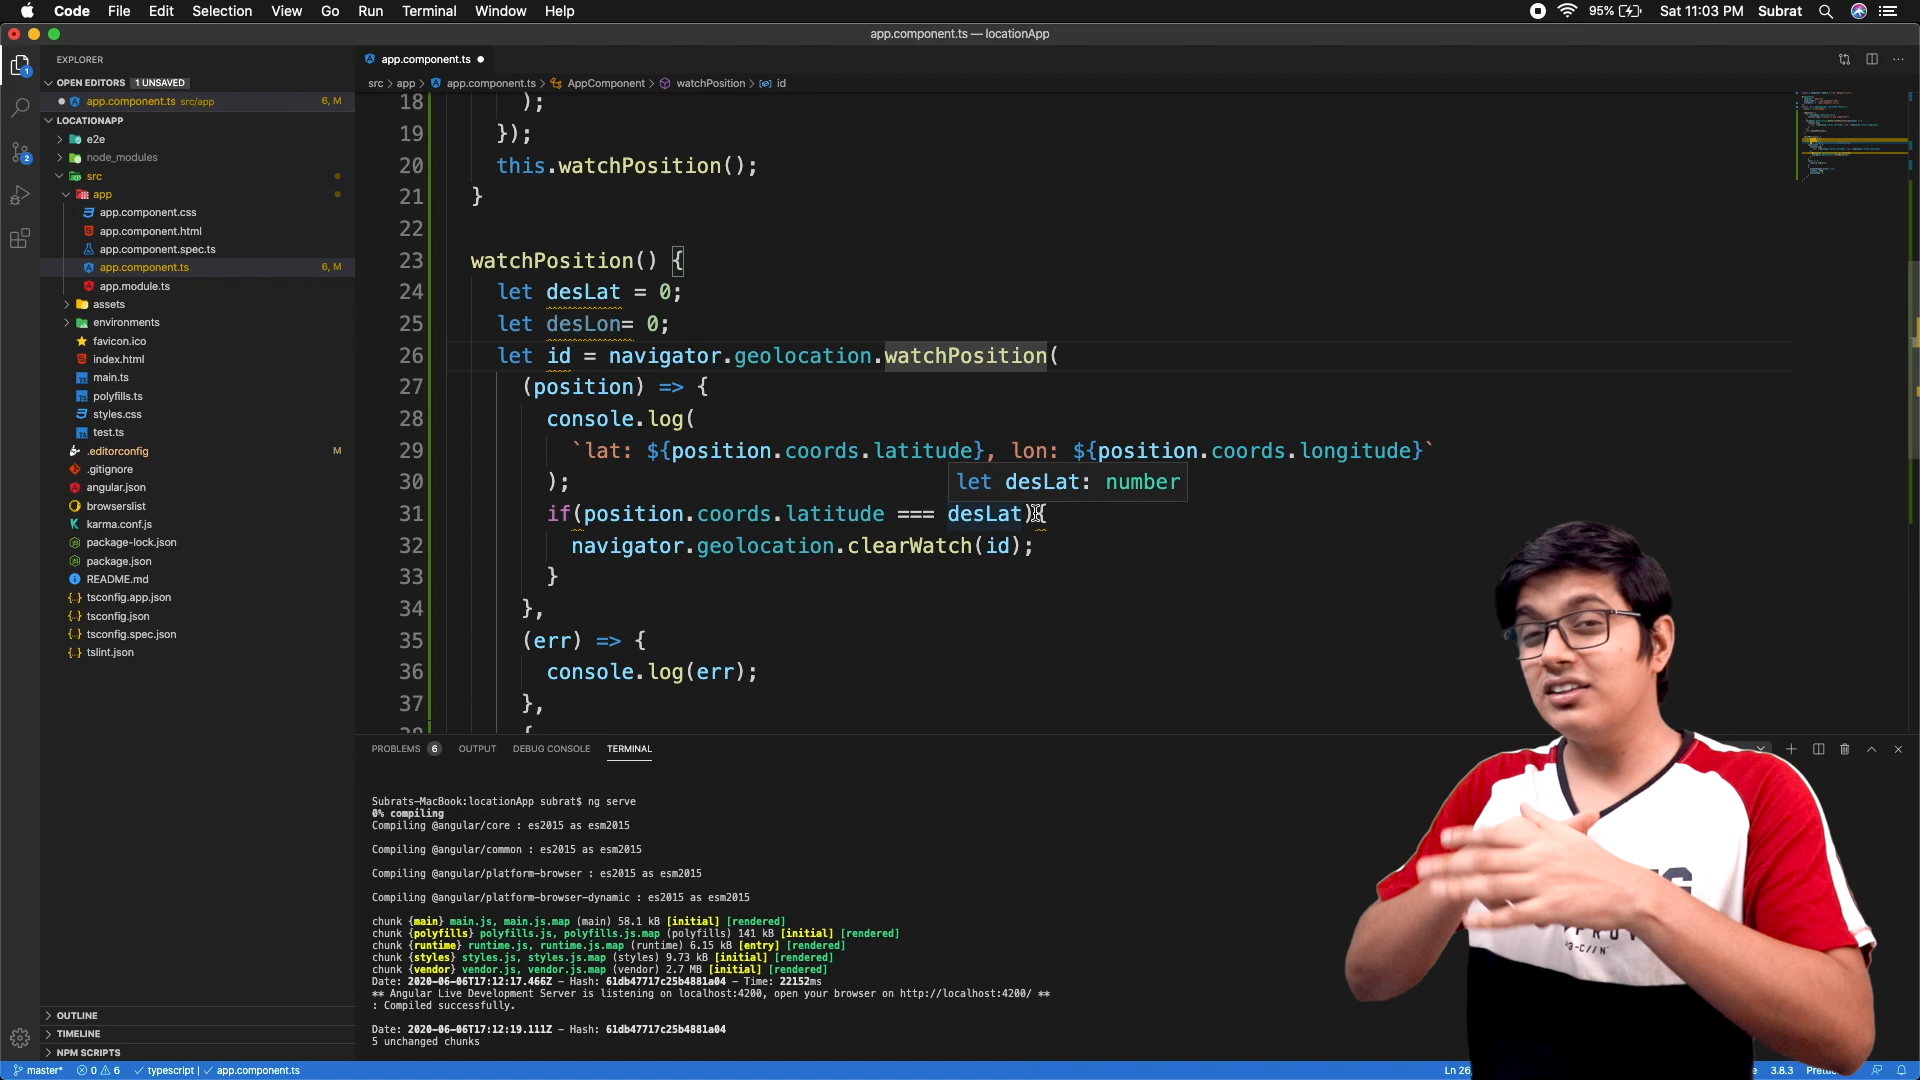 Code File Edit Selection View Go Run Terminal Window Help 95% Sat 11:03 PM Subrat
app.component.ts — locationApp
EXPLORER
OPEN EDITORS 1 UNSAVED
app.component.ts src/app 6, M
LOCATIONAPP
e2e
node_modules
src
app
app.component.css
app.component.html
app.component.spec.ts
app.component.ts 6, M
app.module.ts
assets
environments
favicon.ico
index.html
main.ts
polyfills.ts
styles.css
test.ts
.editorconfig M
.gitignore
angular.json
browserslist
karma.conf.js
package-lock.json
package.json
README.md
tsconfig.app.json
tsconfig.json
tsconfig.spec.json
tslint.json
OUTLINE
TIMELINE
NPM SCRIPTS
1
2
app.component.ts
src > app > app.component.ts > AppComponent > watchPosition > id
18 );
19 });
20 this.watchPosition();
21 }
22
23 watchPosition() {
24 let desLat = 0;
25 let desLon= 0;
26 let id = navigator.geolocation.watchPosition(
27 (position) => {
28 console.log(
29 `lat: ${position.coords.latitude}, lon: ${position.coords.longitude}`
30 );
let desLat: number
31 if(position.coords.latitude === desLat){
32 navigator.geolocation.clearWatch(id);
33 }
34 },
35 (err) => {
36 console.log(err);
37 },
{
PROBLEMS 6 OUTPUT DEBUG CONSOLE TERMINAL
Subrats-MacBook:locationApp subrat$ ng serve
0% compiling
Compiling @angular/core : es2015 as esm2015
Compiling @angular/common : es2015 as esm2015
Compiling @angular/platform-browser : es2015 as esm2015
Compiling @angular/platform-browser-dynamic : es2015 as esm2015
chunk {main} main.js, main.js.map (main) 58.1 kB [initial] [rendered]
chunk {polyfills} polyfills.js, polyfills.js.map (polyfills) 141 kB [initial] [rendered]
chunk {runtime} runtime.js, runtime.js.map (runtime) 6.15 kB [entry] [rendered]
chunk {styles} styles.js, styles.js.map (styles) 9.73 kB [initial] [rendered]
chunk {vendor} vendor.js, vendor.js.map (vendor) 2.7 MB [initial] [rendered]
Date: 2020-06-06T17:12:17.466Z - Hash: 61db47717c25b4881a04 - Time: 22152ms
** Angular Live Development Server is listening on localhost:4200, open your browser on http://localhost:4200/ **
: Compiled successfully.
Date: 2020-06-06T17:12:19.111Z - Hash: 61db47717c25b4881a04
5 unchanged chunks
master* 0 6 typescript | app.component.ts Ln 26 3.8.3